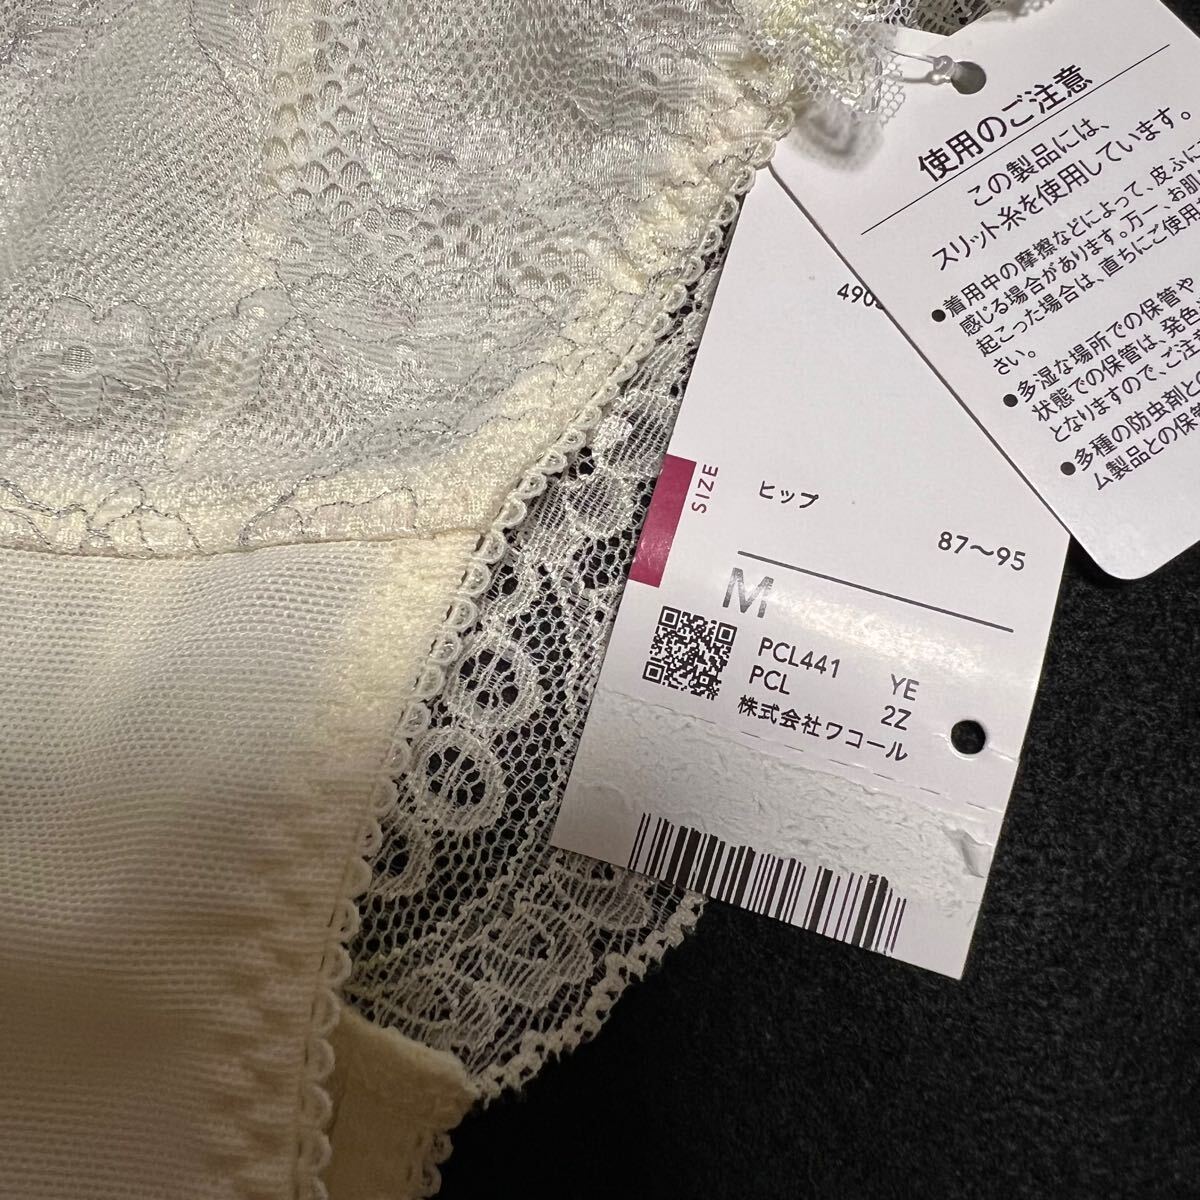 使用のご注意
この製品には、
スリット糸を使用しています。
●着用中の摩擦などによって、皮ふに
感じる場合があります。万一、お肌
起こった場合は、直ちにご使用
さい。
●多湿な場所での保管や
状態での保管は、発色
となりますので、ご注
●多種の防虫剤と
ム製品との保管
490
SIZE
ヒップ
87～95
M
PCL441 YE
PCL 2Z
株式会社ワコール